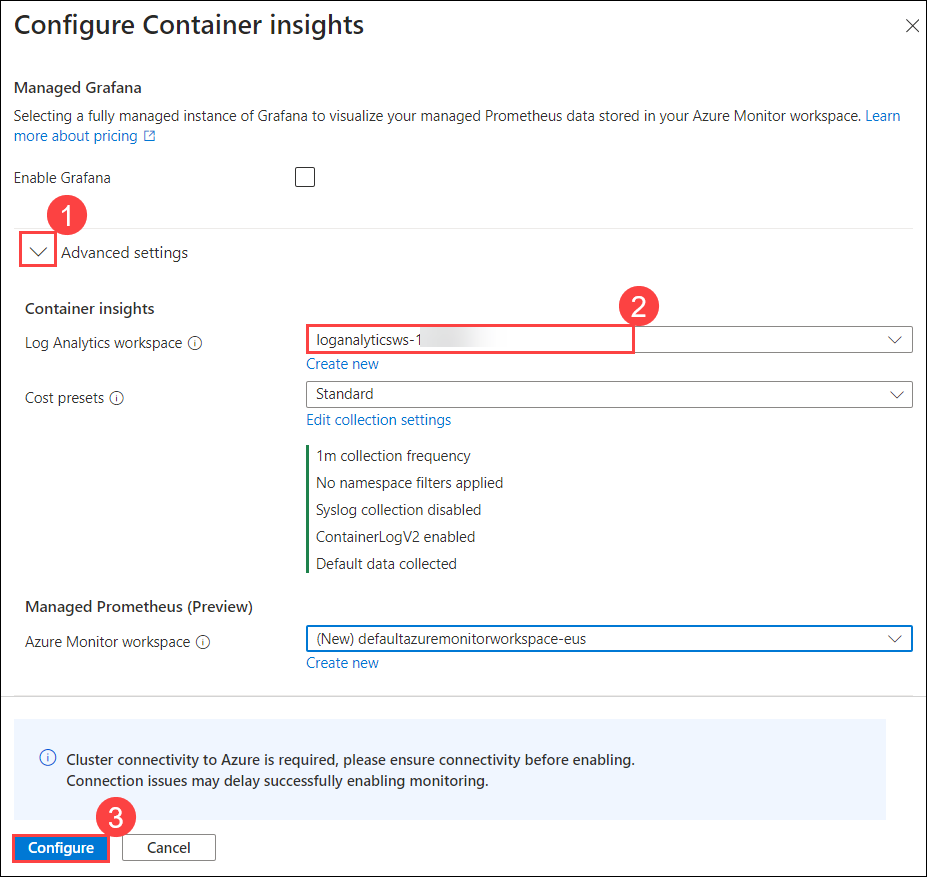 Configure Container insights
Managed Grafana
Selecting a fully managed instance of Grafana to visualize your managed Prometheus data stored in your Azure Monitor workspace. Learn
more about pricing
Enable Grafana
1
Advanced settings
Container insights
2
Log Analytics workspace
loganalyticsws-1
Create new
Cost presets
Standard
Edit collection settings
1m collection frequency
No namespace filters applied
Syslog collection disabled
ContainerLogV2 enabled
Default data collected
Managed Prometheus (Preview)
Azure Monitor workspace
(New) defaultazuremonitorworkspace-eus
Create new
Cluster connectivity to Azure is required, please ensure connectivity before enabling.
Connection issues may delay successfully enabling monitoring.
3
Configure
Cancel